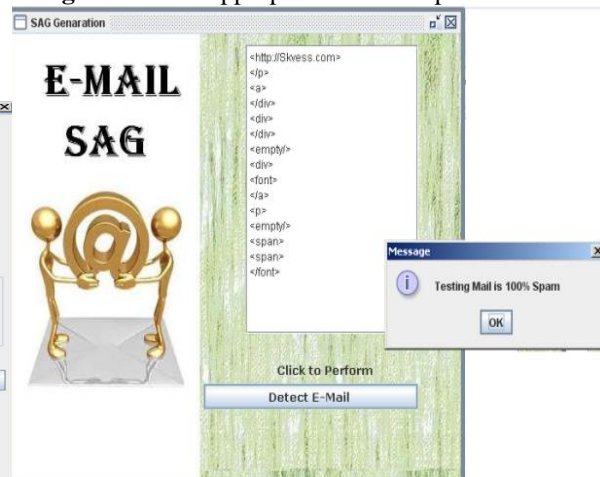 SAG Genaration
E-MAIL
SAG
<http://Skvess.com>
</p>
<a>
</div>
<div>
</div>
<empty/>
<div>
<font>
</a>
<p>
<empty/>
<span>
<span>
</font>
Message
Testing Mail is 100% Spam
OK
Click to Perform
Detect E-Mail